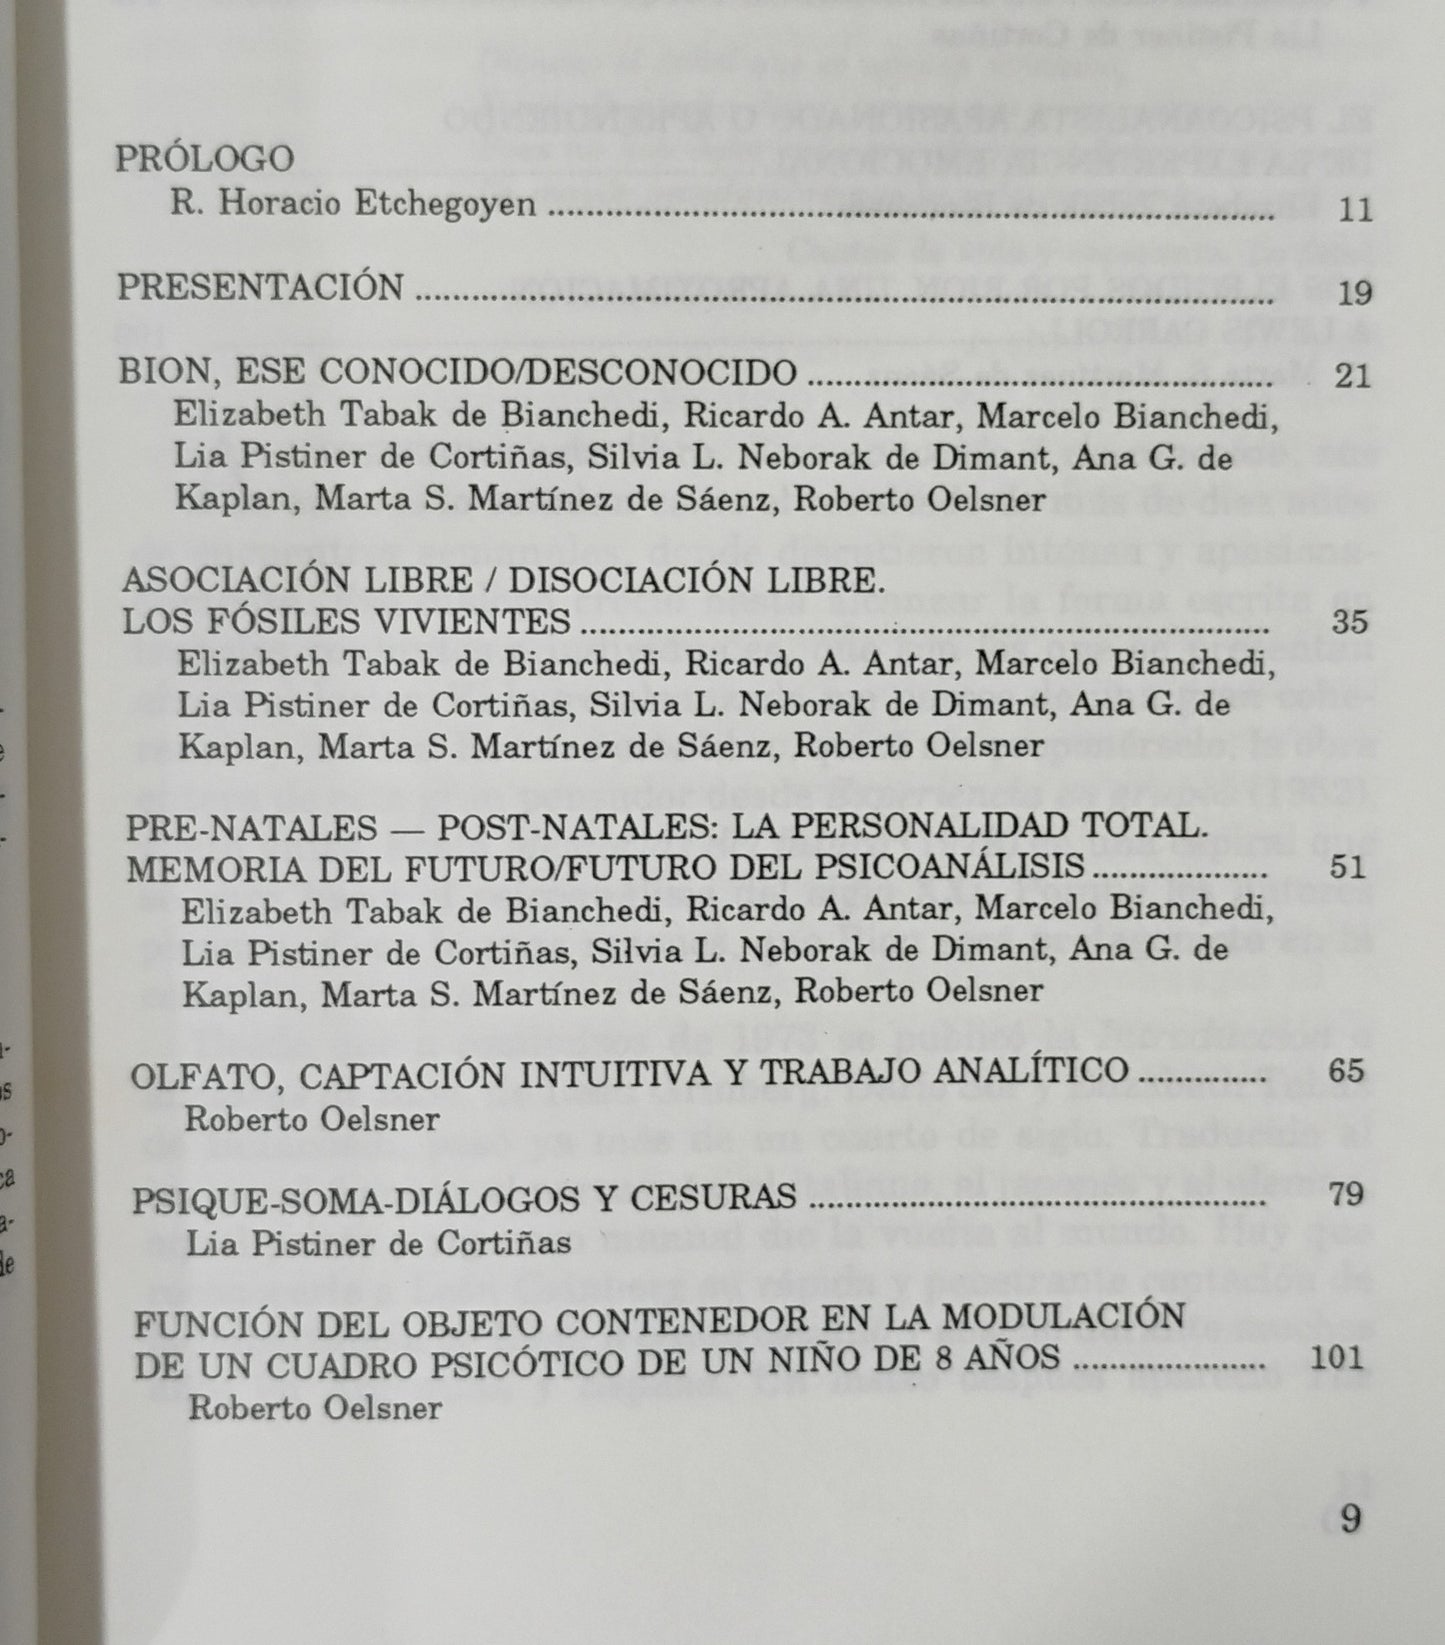 PRÓLOGO
R. Horacio Etchegoyen ........................................................................... 11
PRESENTACIÓN ......................................................................................... 19
BION, ESE CONOCIDO/DESCONOCIDO ................................................ 21
Elizabeth Tabak de Bianchedi, Ricardo A. Antar, Marcelo Bianchedi,
Lia Pistiner de Cortiñas, Silvia L. Neborak de Dimant, Ana G. de
Kaplan, Marta S. Martínez de Sáenz, Roberto Oelsner
ASOCIACIÓN LIBRE / DISOCIACIÓN LIBRE.
LOS FÓSILES VIVIENTES ....................................................................... 35
Elizabeth Tabak de Bianchedi, Ricardo A. Antar, Marcelo Bianchedi,
Lia Pistiner de Cortiñas, Silvia L. Neborak de Dimant, Ana G. de
Kaplan, Marta S. Martínez de Sáenz, Roberto Oelsner
PRE-NATALES — POST-NATALES: LA PERSONALIDAD TOTAL.
MEMORIA DEL FUTURO/FUTURO DEL PSICOANÁLISIS .................. 51
Elizabeth Tabak de Bianchedi, Ricardo A. Antar, Marcelo Bianchedi,
Lia Pistiner de Cortiñas, Silvia L. Neborak de Dimant, Ana G. de
Kaplan, Marta S. Martínez de Sáenz, Roberto Oelsner
OLFATO, CAPTACIÓN INTUITIVA Y TRABAJO ANALÍTICO ............. 65
Roberto Oelsner
PSIQUE-SOMA-DIÁLOGOS Y CESURAS ............................................... 79
Lia Pistiner de Cortiñas
FUNCIÓN DEL OBJETO CONTENEDOR EN LA MODULACIÓN
DE UN CUADRO PSICÓTICO DE UN NIÑO DE 8 AÑOS .................... 101
Roberto Oelsner
9